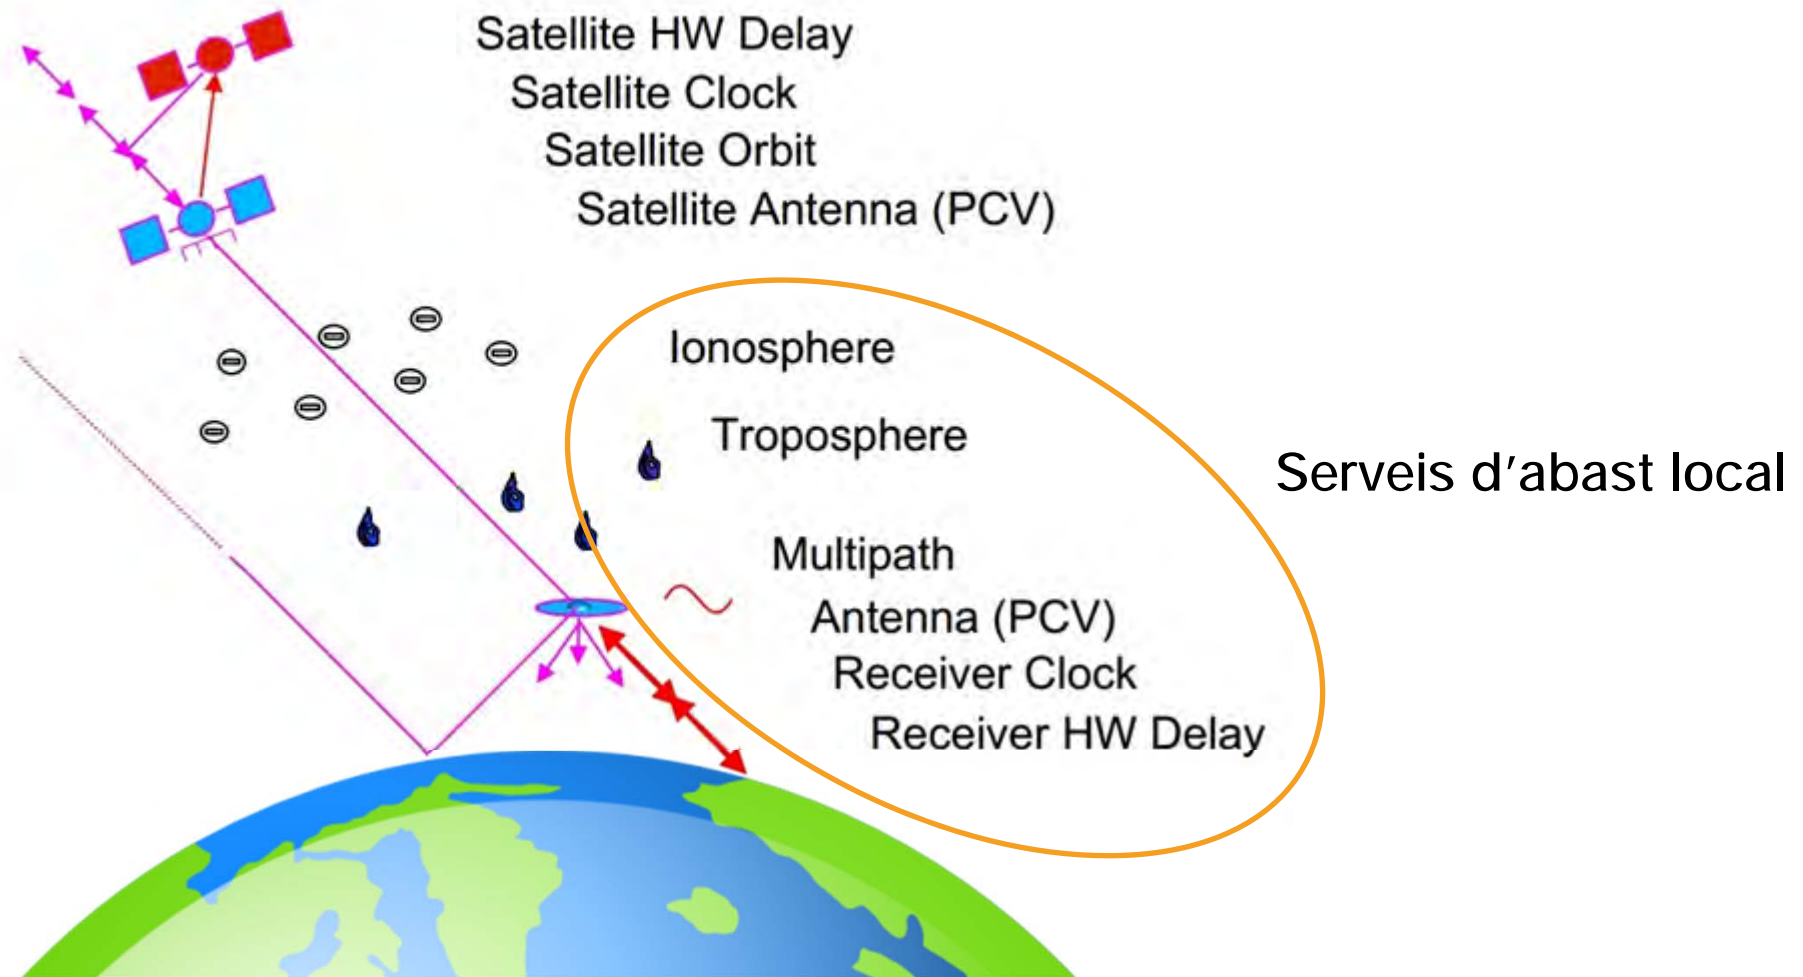 Satellite HW Delay
Satellite Clock
Satellite Orbit
Satellite Antenna (PCV)
Ionosphere
Troposphere
Serveis d’abast local
Multipath
Antenna (PCV)
Receiver Clock
Receiver HW Delay